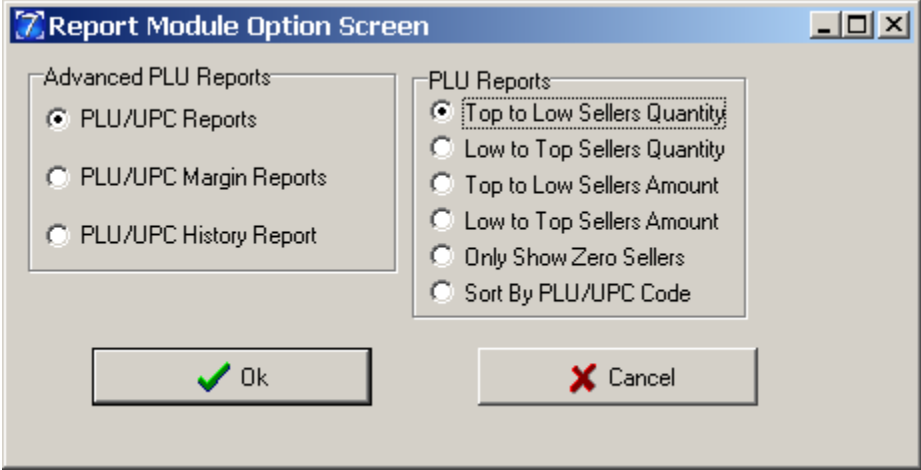 7 Report Module Option Screen
Advanced PLU Reports
PLU/UPC Reports
PLU/UPC Margin Reports
PLU/UPC History Report
PLU Reports
Top to Low Sellers Quantity
Low to Top Sellers Quantity
Top to Low Sellers Amount
Low to Top Sellers Amount
Only Show Zero Sellers
Sort By PLU/UPC Code
Ok
Cancel